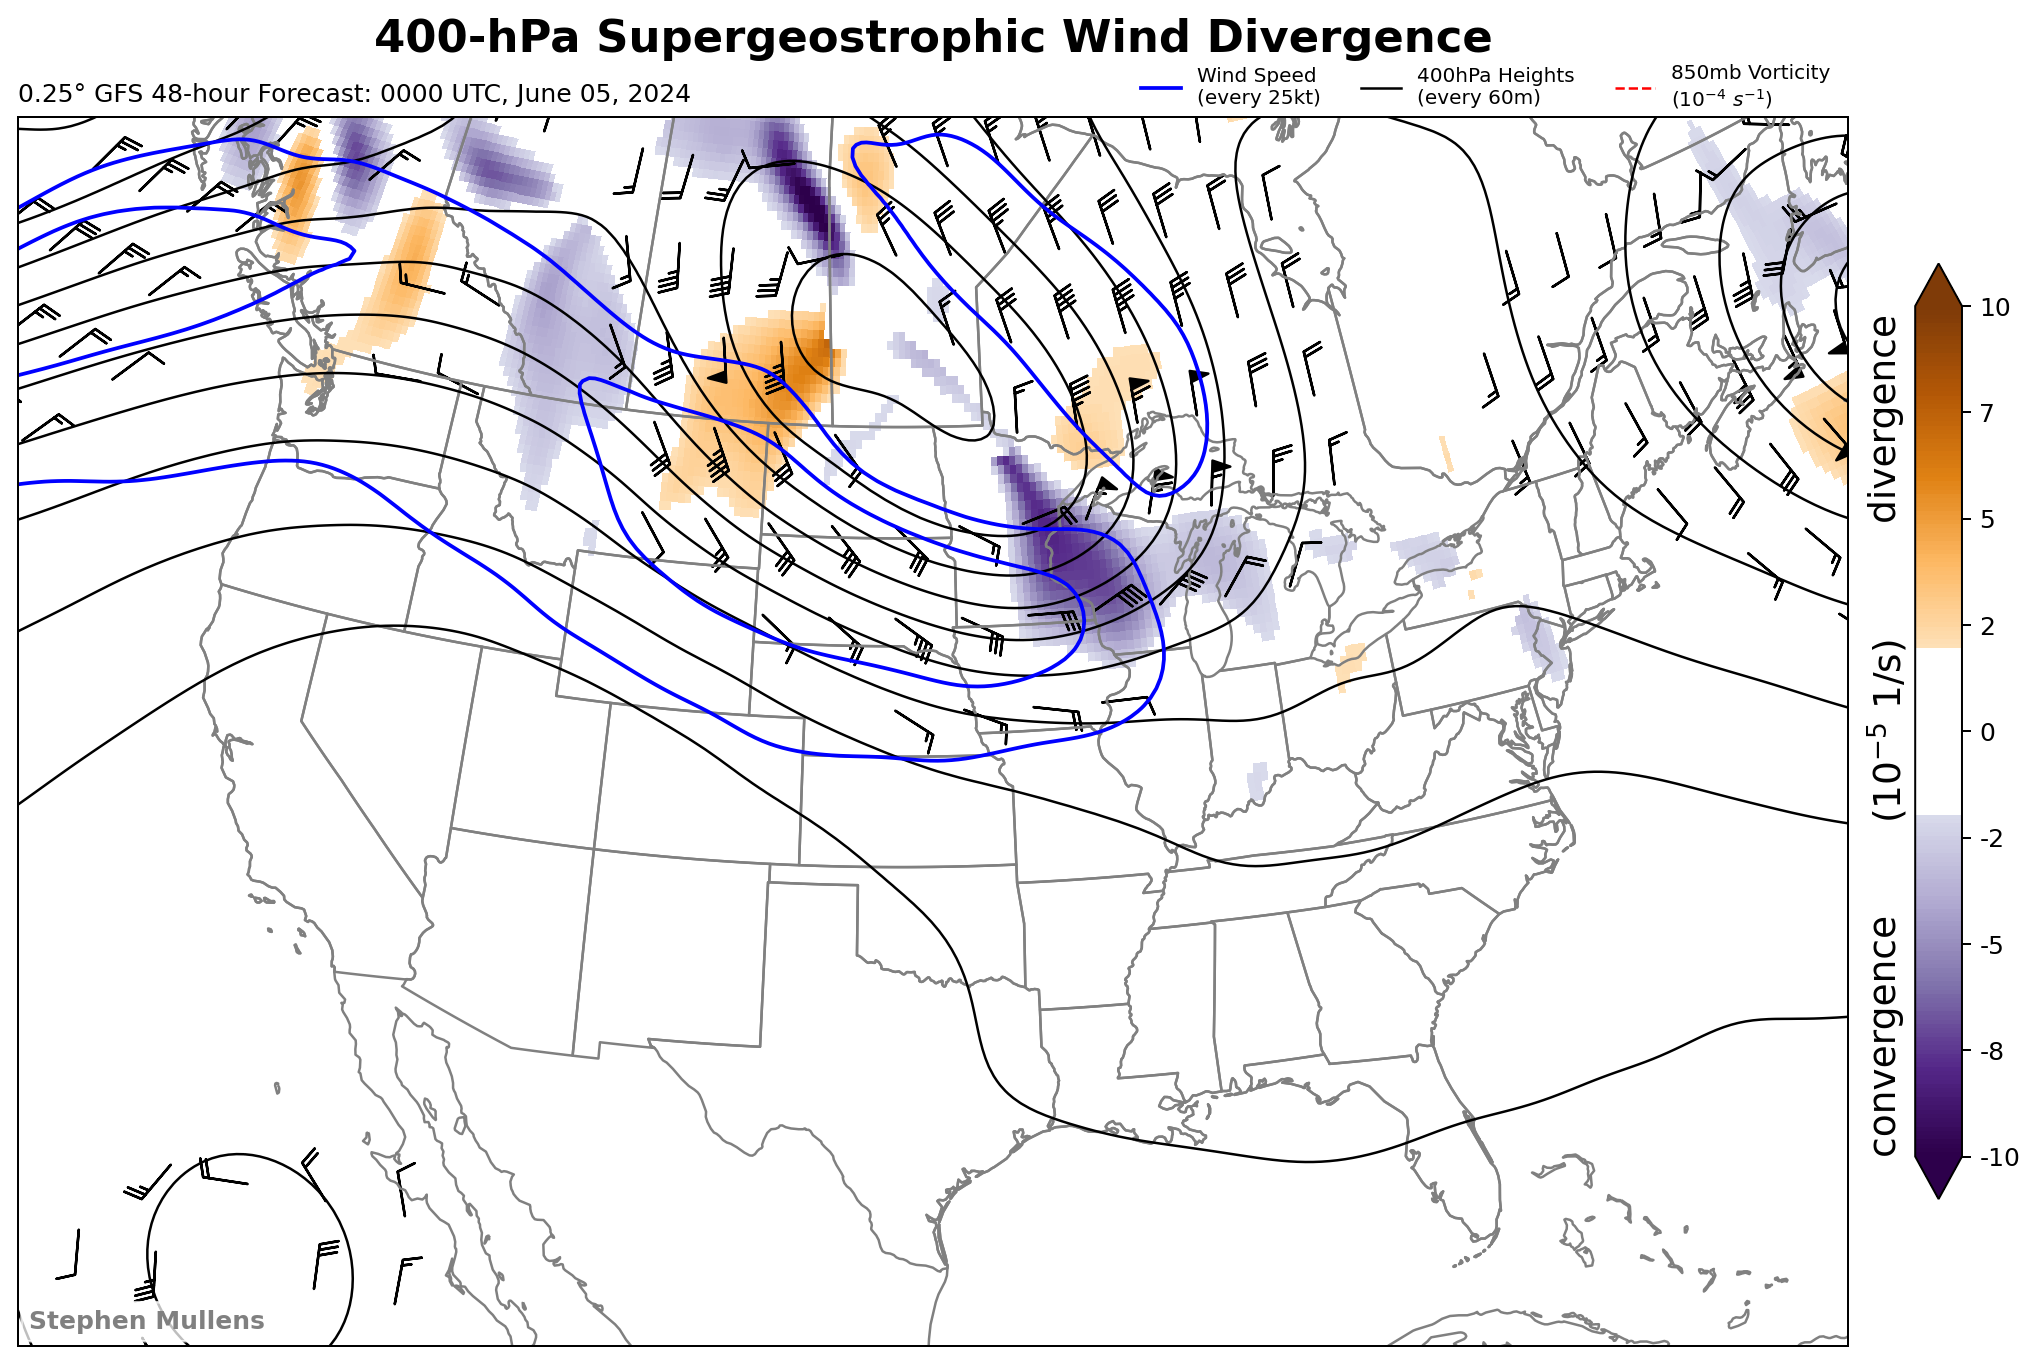 400-hPa Supergeostrophic Wind Divergence
0.25° GFS 48-hour Forecast: 0000 UTC, June 05, 2024
Wind Speed
(every 25kt)
400hPa Heights
(every 60m)
850mb Vorticity
(10⁻⁴ s⁻¹)
10
7
5
2
0
-2
-5
-8
-10
convergence (10⁻⁵ 1/s) divergence
Stephen Mullens